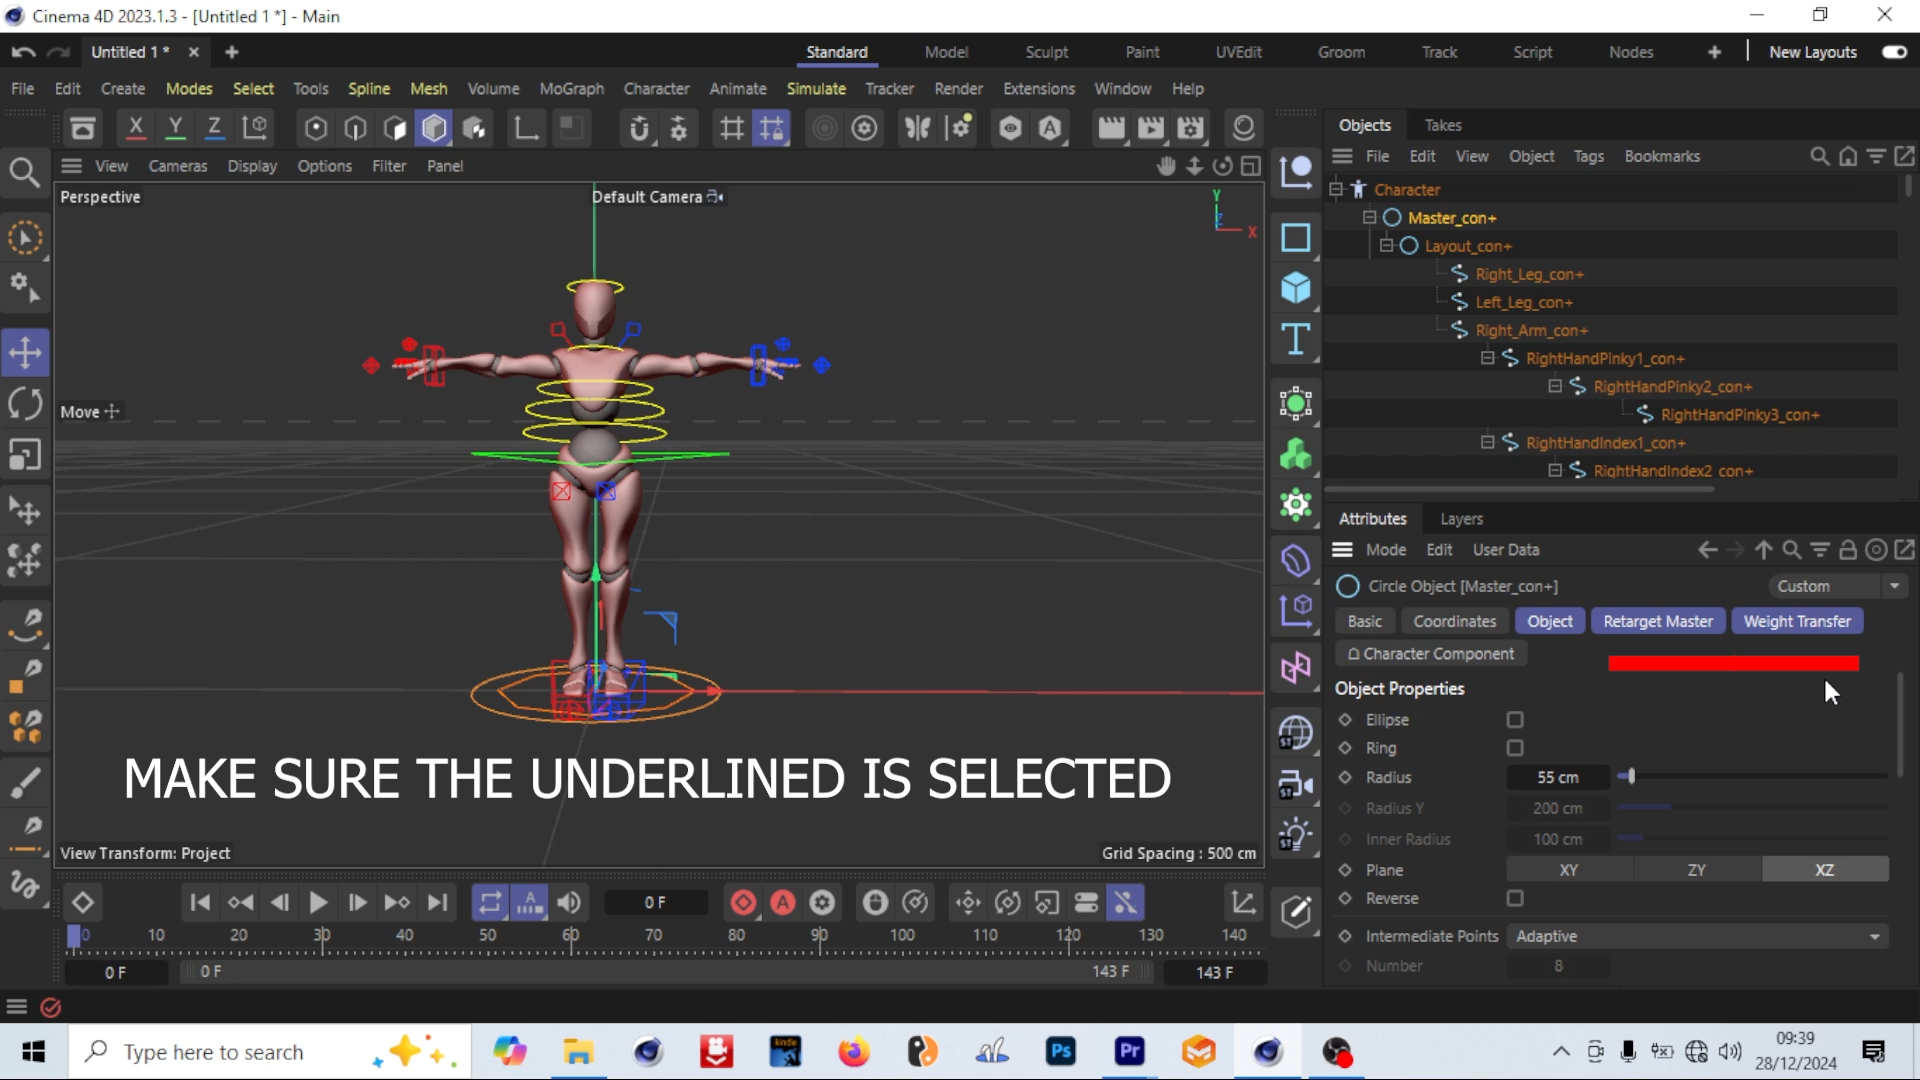 Cinema 4D 2023.1.3 - [Untitled 1 *] - Main
Untitled 1 *
Standard Model Sculpt Paint UVEdit Groom Track Script Nodes New Layouts
File Edit Create Modes Select Tools Spline Mesh Volume MoGraph Character Animate Simulate Tracker Render Extensions Window Help
X Y Z
Objects Takes
View Cameras Display Options Filter Panel
File Edit View Object Tags Bookmarks
Perspective
Default Camera
Y
Z
X
Move
Character
Master_con+
Layout_con+
Right_Leg_con+
Left_Leg_con+
Right_Arm_con+
RightHandPinky1_con+
RightHandPinky2_con+
RightHandPinky3_con+
RightHandIndex1_con+
RightHandIndex2_con+
Attributes Layers
Mode Edit User Data
Circle Object [Master_con+]
Custom
Basic Coordinates Object Retarget Master Weight Transfer
Character Component
Object Properties
Ellipse
Ring
Radius 55 cm
Radius Y 200 cm
Inner Radius 100 cm
Plane XY ZY XZ
Reverse
Intermediate Points Adaptive
Number 8
MAKE SURE THE UNDERLINED IS SELECTED
View Transform: Project
Grid Spacing : 500 cm
0 F
0 10 20 30 40 50 60 70 80 90 100 110 120 130 140
0 F 0 F 143 F 143 F
Type here to search
kindle
Ps
Pr
09:39
28/12/2024